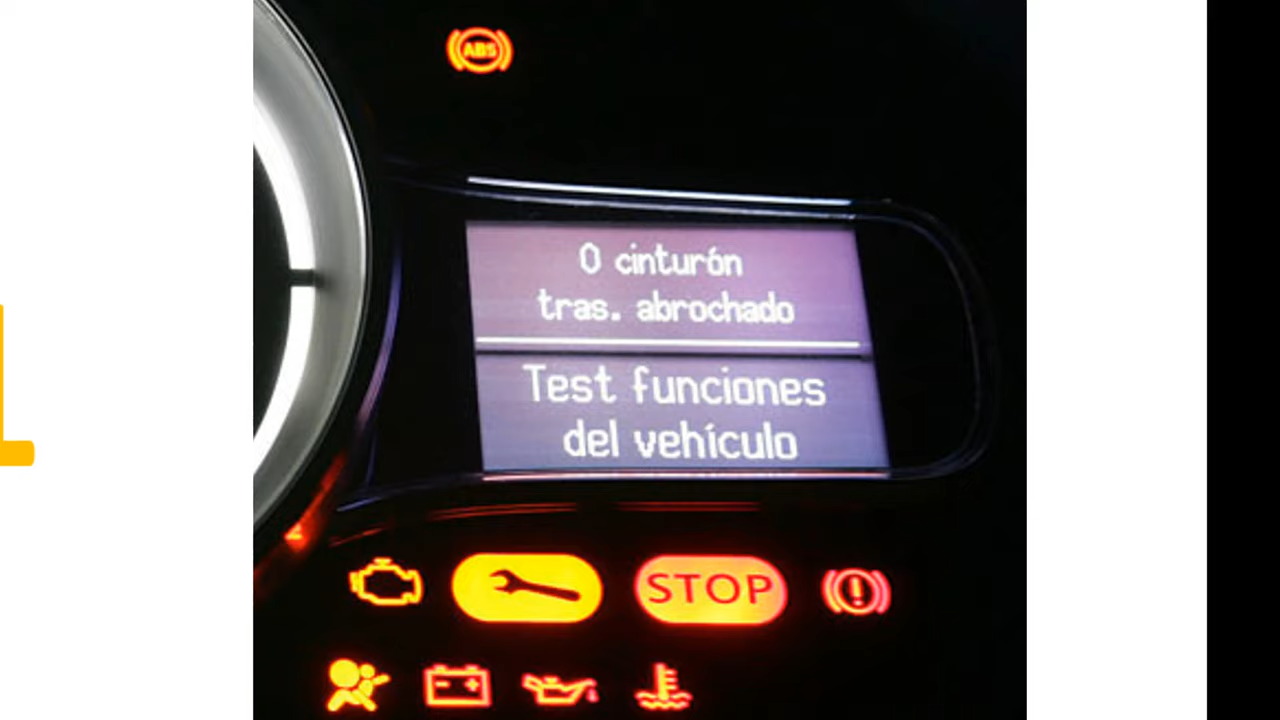 ABS
0 cinturón
tras. abrochado
Test funciones
del vehículo
STOP